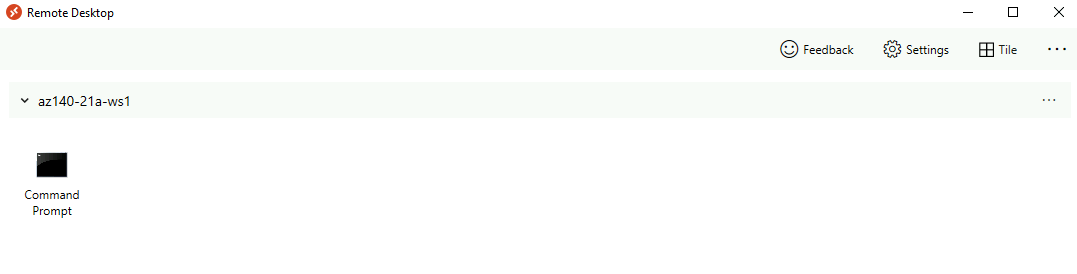 Remote Desktop
Feedback Settings Tile
az140-21a-ws1
Command
Prompt